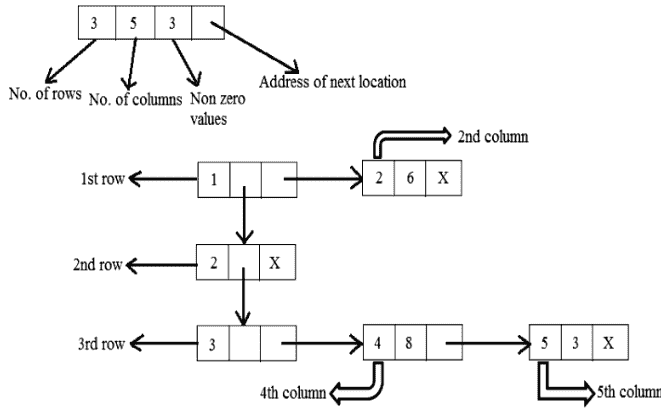 3 5 3
No. of rows
No. of columns
Non zero
values
Address of next location
2nd column
1st row
1
2 6 X
2nd row
2 X
3rd row
3
4 8
5 3 X
4th column
5th column